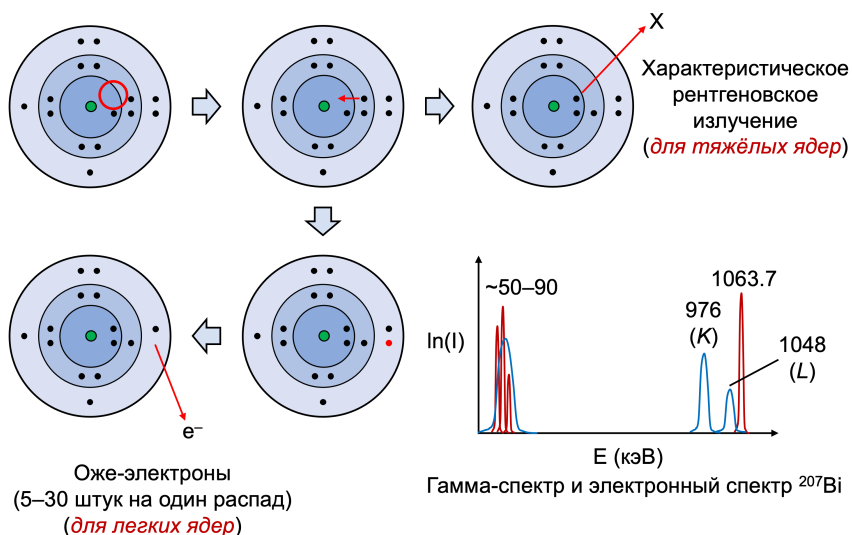 X
Характеристическое
рентгеновское
излучение
(для тяжёлых ядер)
e⁻
Оже-электроны
(5–30 штук на один распад)
(для легких ядер)
~50–90
1063.7
976
(K)
1048
(L)
ln(I)
E (кэВ)
Гамма-спектр и электронный спектр ²⁰⁷Bi